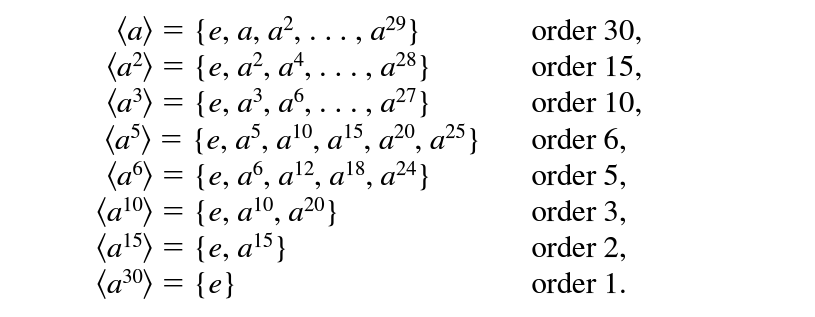 ⟨a⟩ = {e, a, a², . . . , a²⁹} order 30,
⟨a²⟩ = {e, a², a⁴, . . . , a²⁸} order 15,
⟨a³⟩ = {e, a³, a⁶, . . . , a²⁷} order 10,
⟨a⁵⟩ = {e, a⁵, a¹⁰, a¹⁵, a²⁰, a²⁵} order 6,
⟨a⁶⟩ = {e, a⁶, a¹², a¹⁸, a²⁴} order 5,
⟨a¹⁰⟩ = {e, a¹⁰, a²⁰} order 3,
⟨a¹⁵⟩ = {e, a¹⁵} order 2,
⟨a³⁰⟩ = {e} order 1.